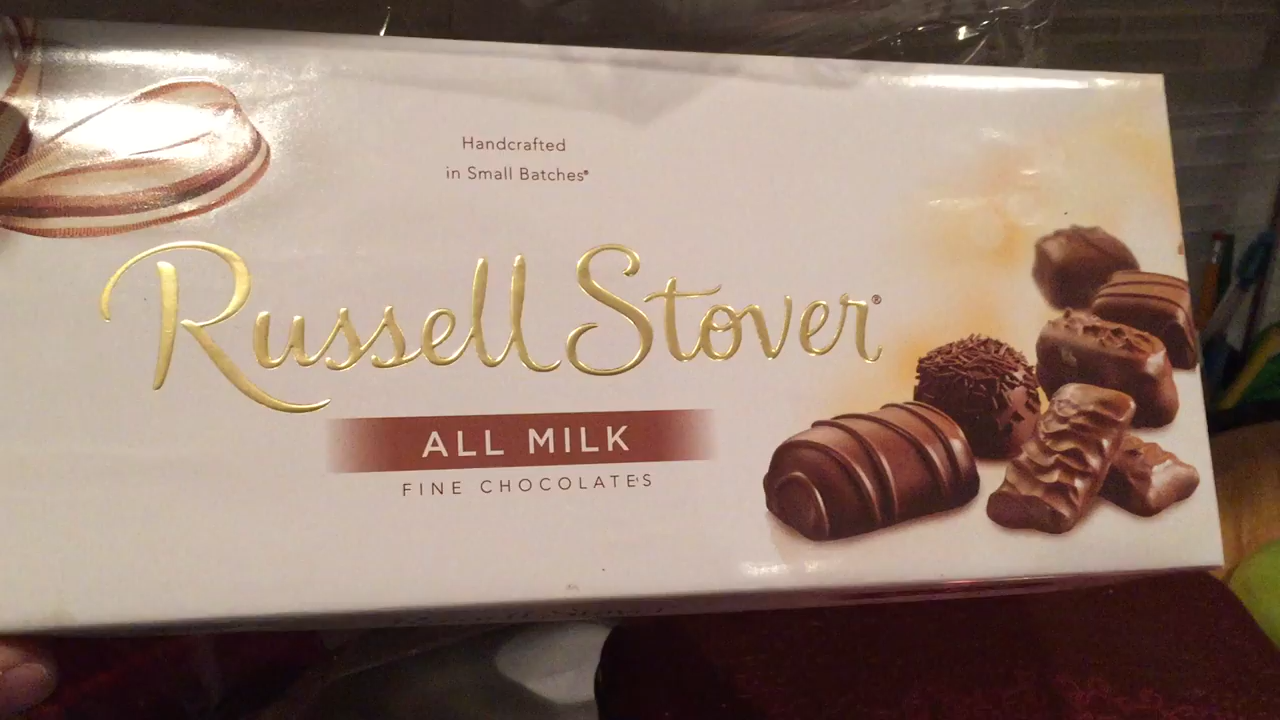 Handcrafted
in Small Batches®
Russell Stover®
ALL MILK
FINE CHOCOLATES